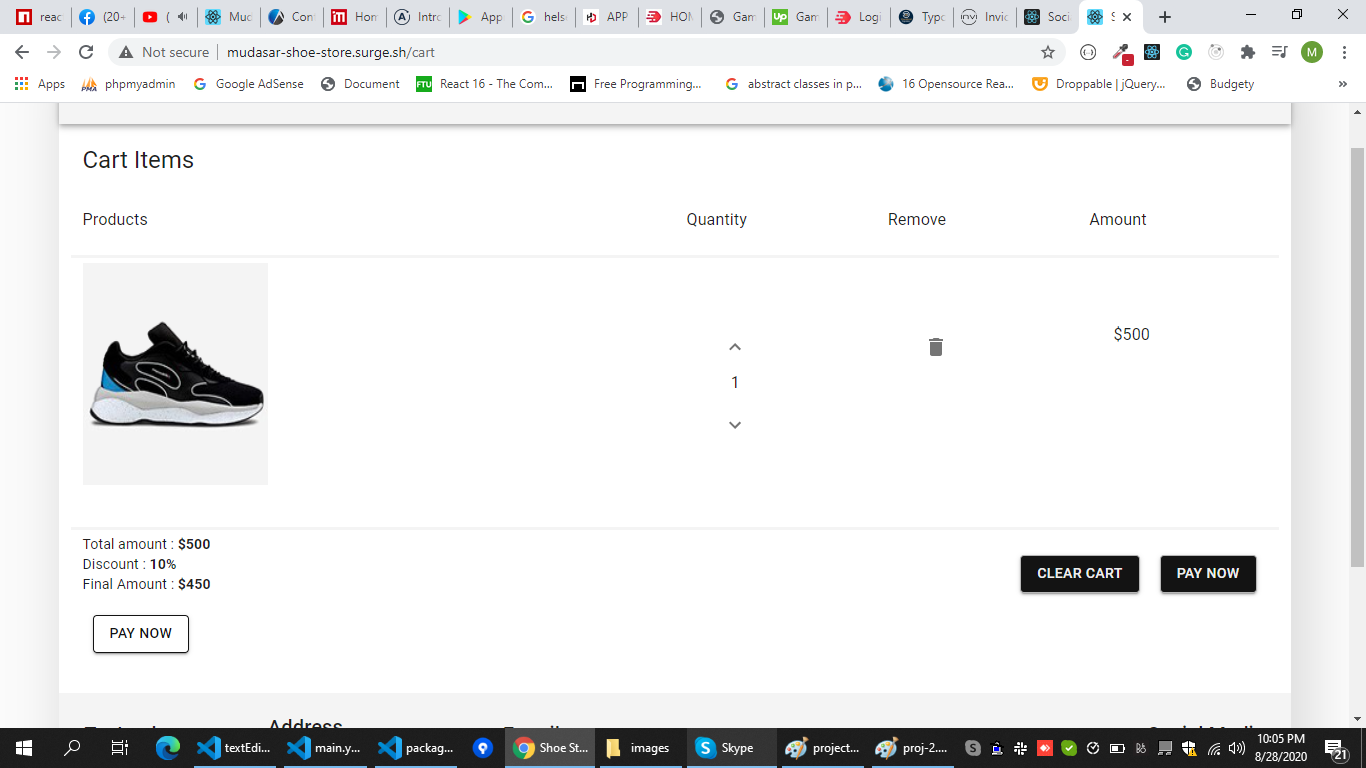 reac
(20+
(
Mud
Con
Hon
Intro
App
helse
APP
HON
Gam
Gam
Logi
Typc
Invic
Soci
S
Not secure
mudasar-shoe-store.surge.sh/cart
M
Apps
phpmyadmin
Google AdSense
Document
FTU
React 16 - The Com...
Free Programming...
abstract classes in p...
16 Opensource Rea...
Droppable | jQuery...
Budgety
»
Cart Items
Products Quantity Remove Amount
$500
1
Total amount : $500
Discount : 10%
Final Amount : $450
CLEAR CART
PAY NOW
PAY NOW
Address
textEdi...
main.y...
packag...
Shoe St...
images
Skype
project...
proj-2....
10:05 PM
8/28/2020
21